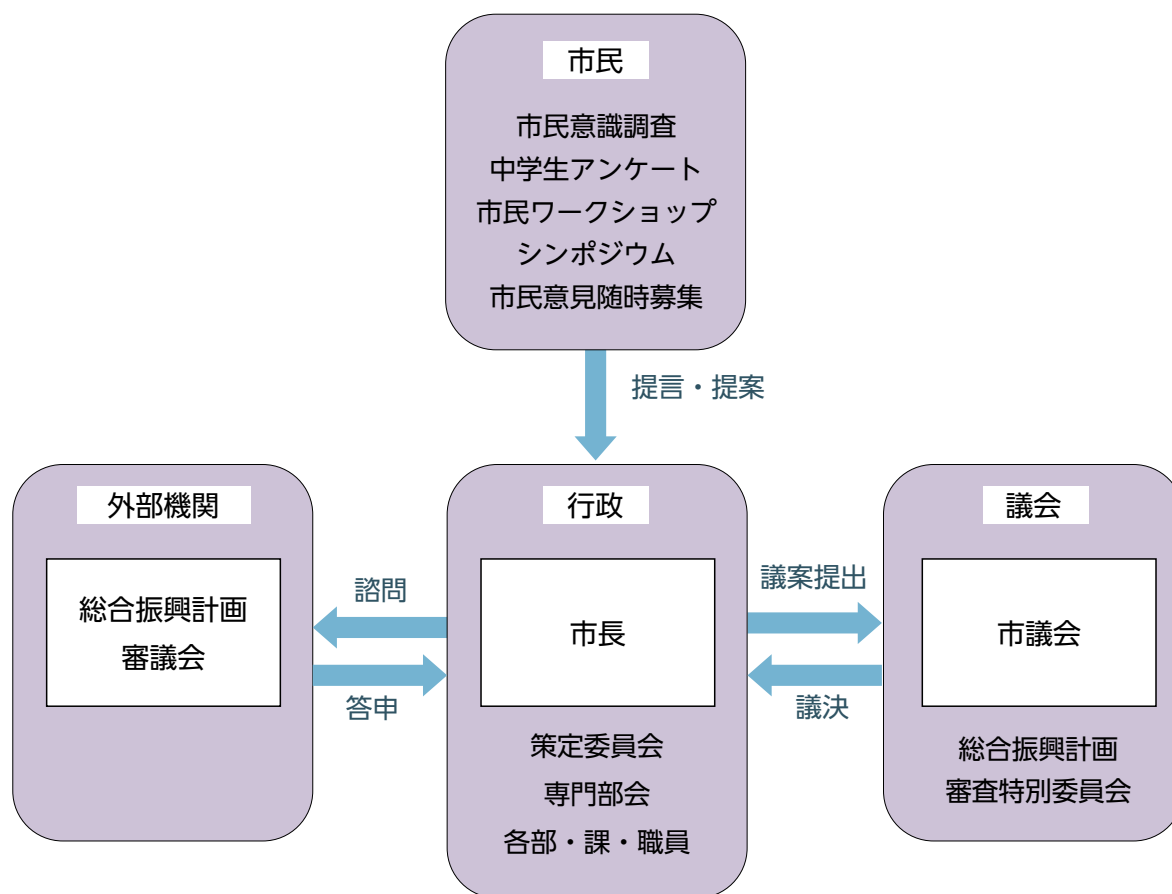 市民
市民意識調査
中学生アンケート
市民ワークショップ
シンポジウム
市民意見随時募集
提言・提案
外部機関
総合振興計画
審議会
諮問
答申
行政
市長
策定委員会
専門部会
各部・課・職員
議案提出
議決
議会
市議会
総合振興計画
審査特別委員会